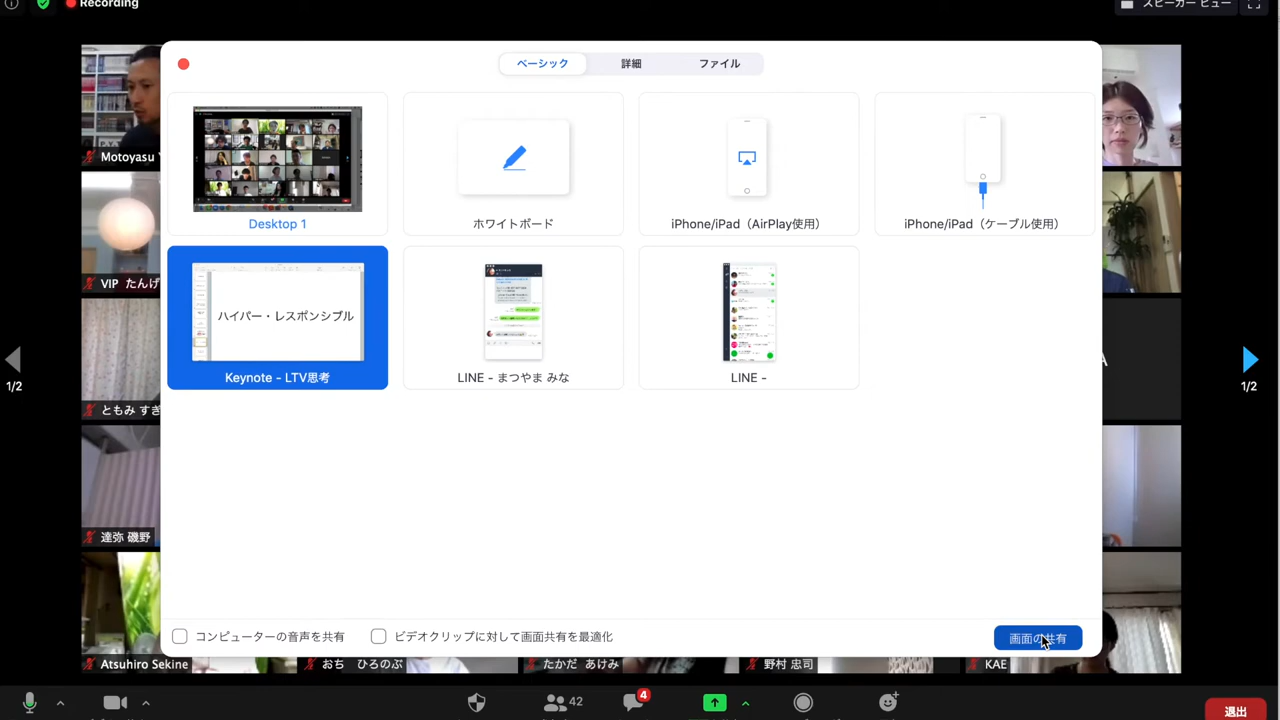 Recording
スピーカー ビュー
ベーシック
詳細
ファイル
Desktop 1
ホワイトボード
iPhone/iPad（AirPlay使用）
iPhone/iPad（ケーブル使用）
ハイパー・レスポンシブル
Keynote - LTV思考
LINE - まつやま みな
LINE -
Motoyasu
VIP たんげ
ともみ すぎ
達弥 磯野
1/2
1/2
A
コンピューターの音声を共有
ビデオクリップに対して画面共有を最適化
画面の共有
Atsuhiro Sekine
おち ひろのぶ
たかだ あけみ
野村 忠司
KAE
42
4
退出